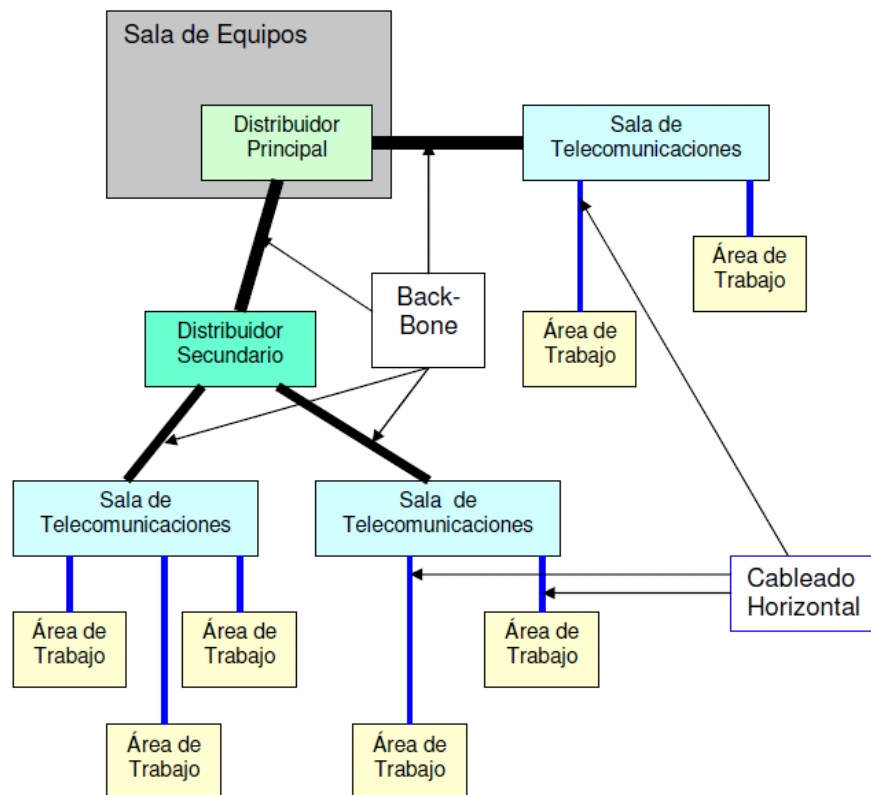 Sala de Equipos
Distribuidor
Principal
Sala de
Telecomunicaciones
Área de
Trabajo
Área de
Trabajo
Back-
Bone
Distribuidor
Secundario
Sala de
Telecomunicaciones
Sala de
Telecomunicaciones
Cableado
Horizontal
Área de
Trabajo
Área de
Trabajo
Área de
Trabajo
Área de
Trabajo
Área de
Trabajo